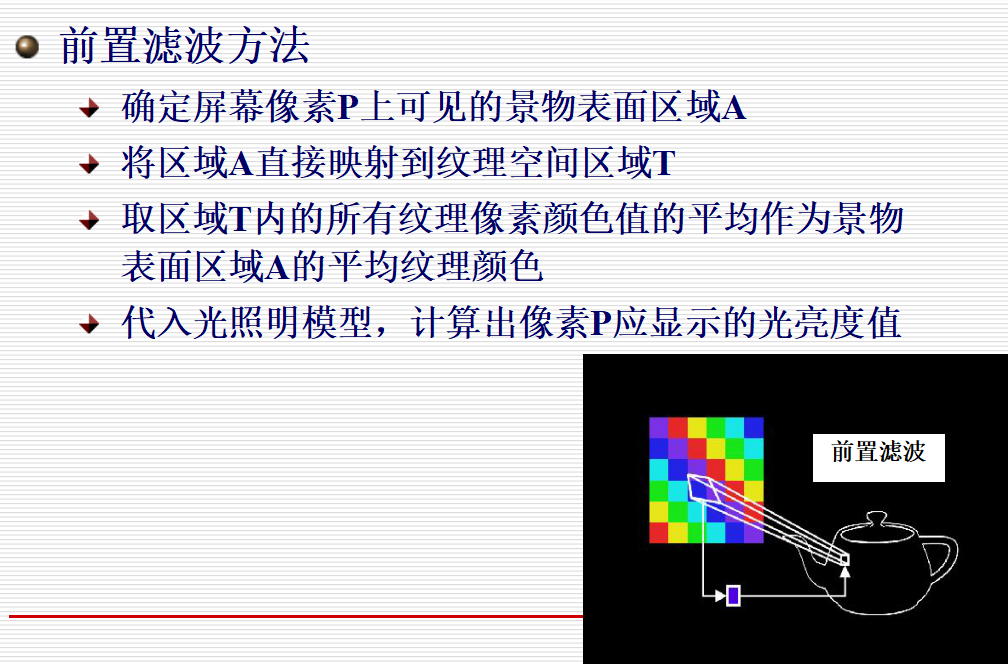 前置滤波方法
确定屏幕像素P上可见的景物表面区域A
将区域A直接映射到纹理空间区域T
取区域T内的所有纹理像素颜色值的平均作为景物
表面区域A的平均纹理颜色
代入光照明模型，计算出像素P应显示的光亮度值
前置滤波